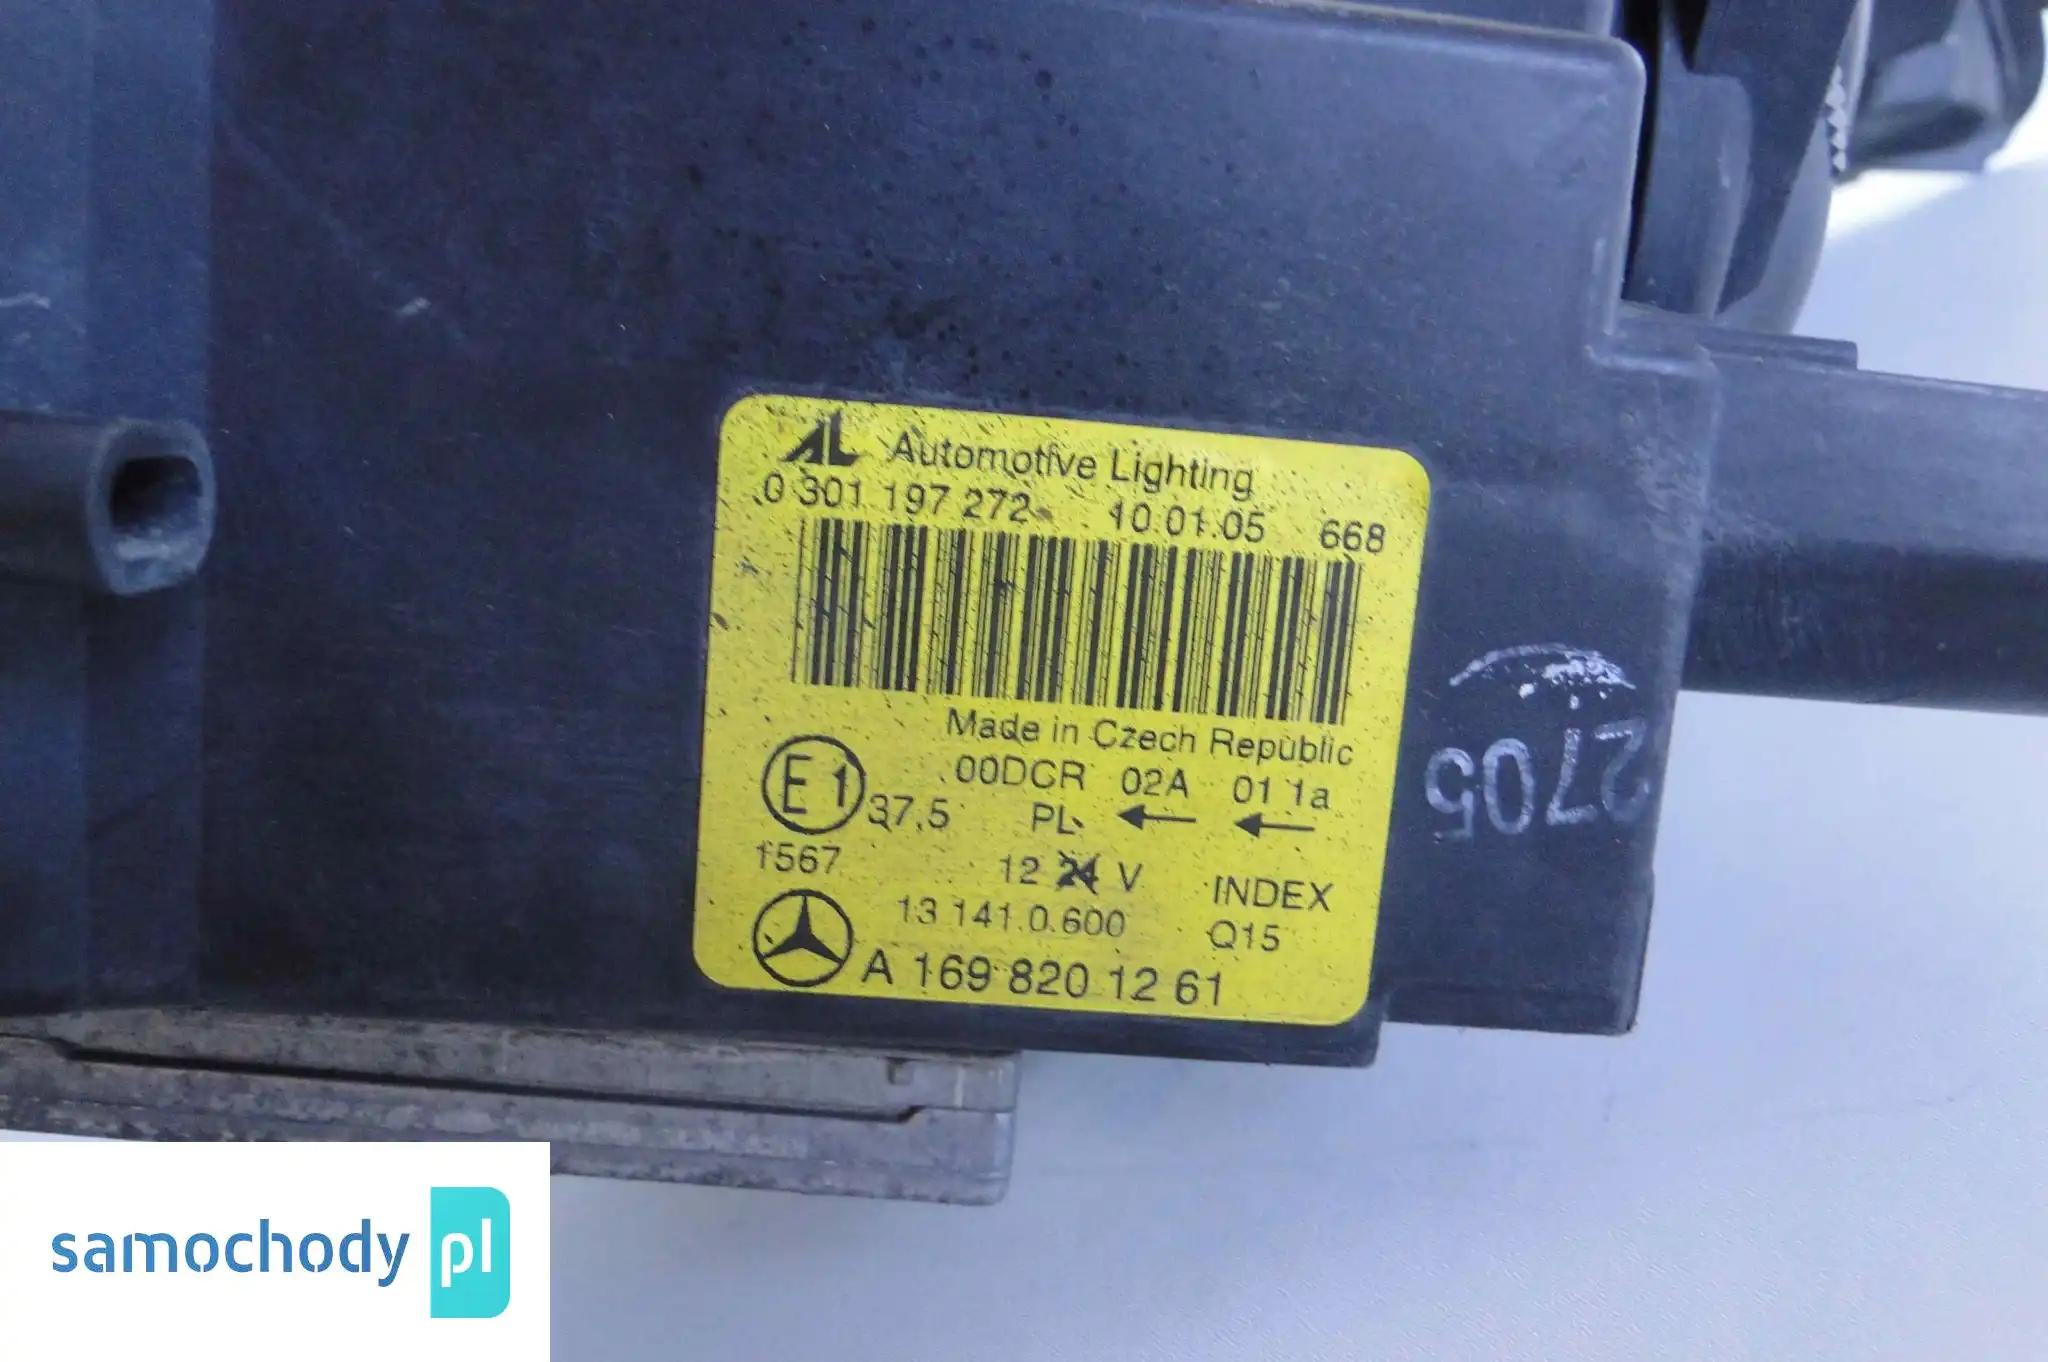 AL Automotive Lighting
0 301 197 272 10.01.05 668
Made in Czech Republic
E1 00DCR 02A 01 1a
37,5 PL ← ←
1567 12 24 V INDEX
13 141 0.600 Q15
A 169 820 12 61
2705
samochody pl